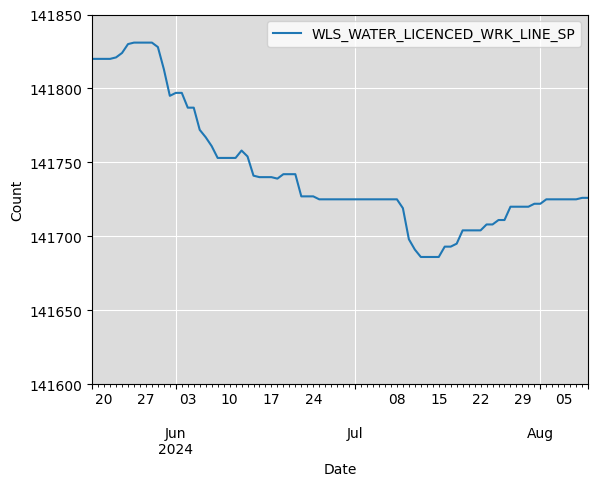 WLS_WATER_LICENCED_WRK_LINE_SP
141850
141800
141750
141700
141650
141600
Count
20 27 03 10 17 24 08 15 22 29 05
Jun Jul Aug
2024
Date